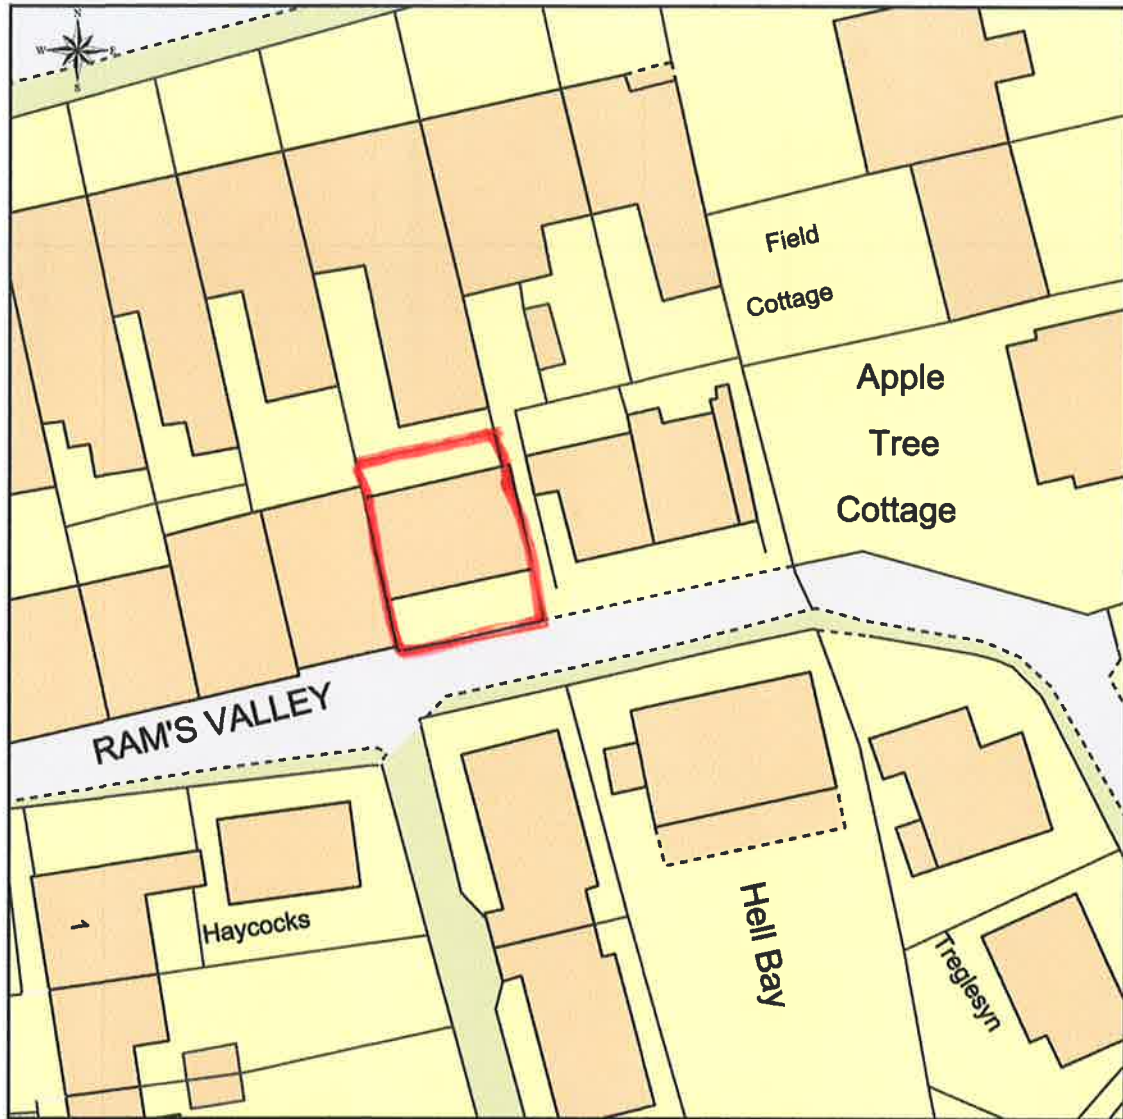 N
W E
S
Field
Cottage
Apple
Tree
Cottage
RAM'S VALLEY
Haycocks
1
Hell Bay
Treglesyn